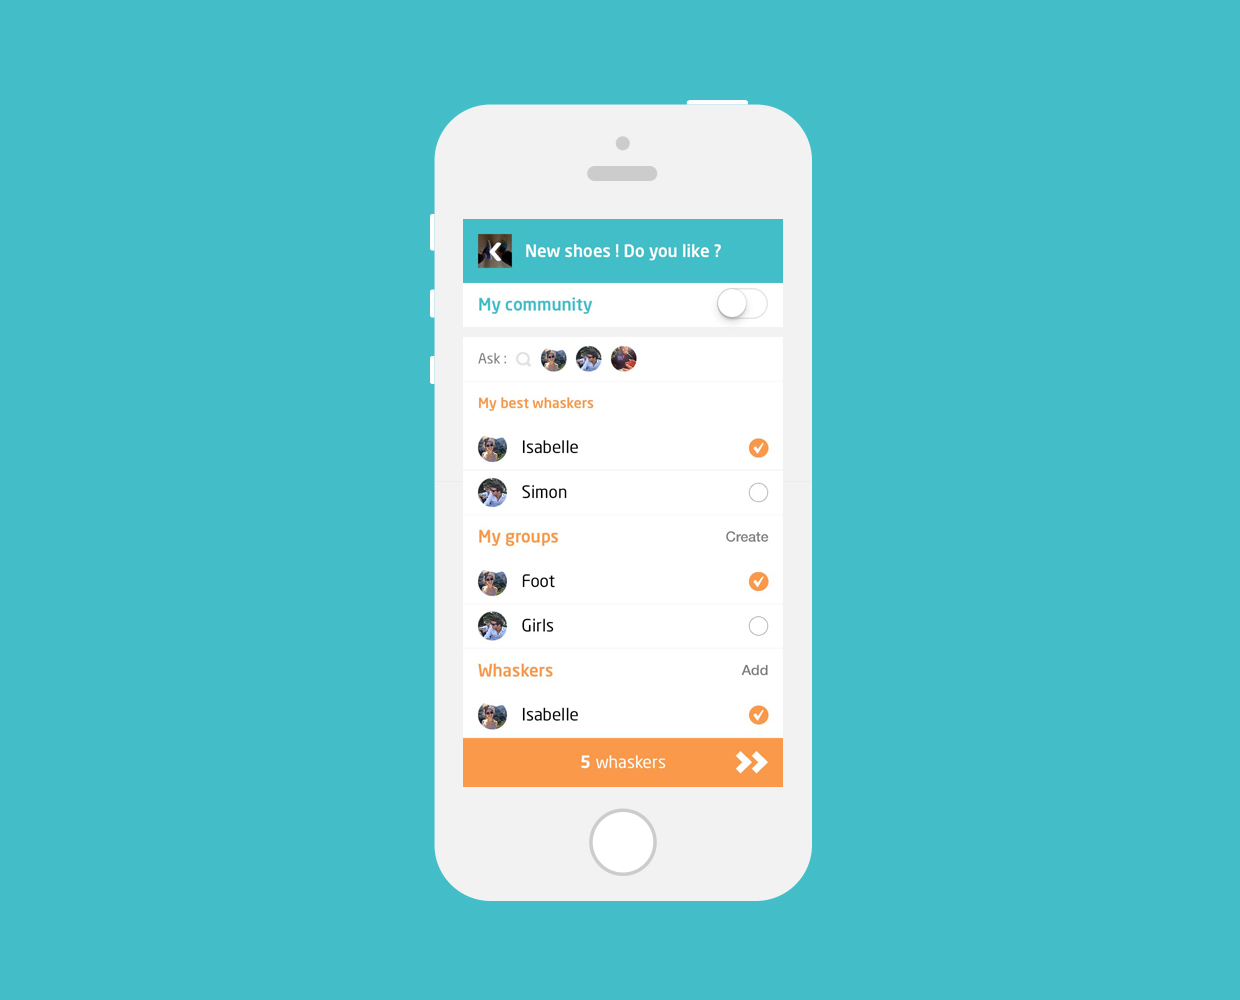 New shoes ! Do you like ?
My community
Ask :
My best whaskers
Isabelle
Simon
My groups Create
Foot
Girls
Whaskers Add
Isabelle
5 whaskers